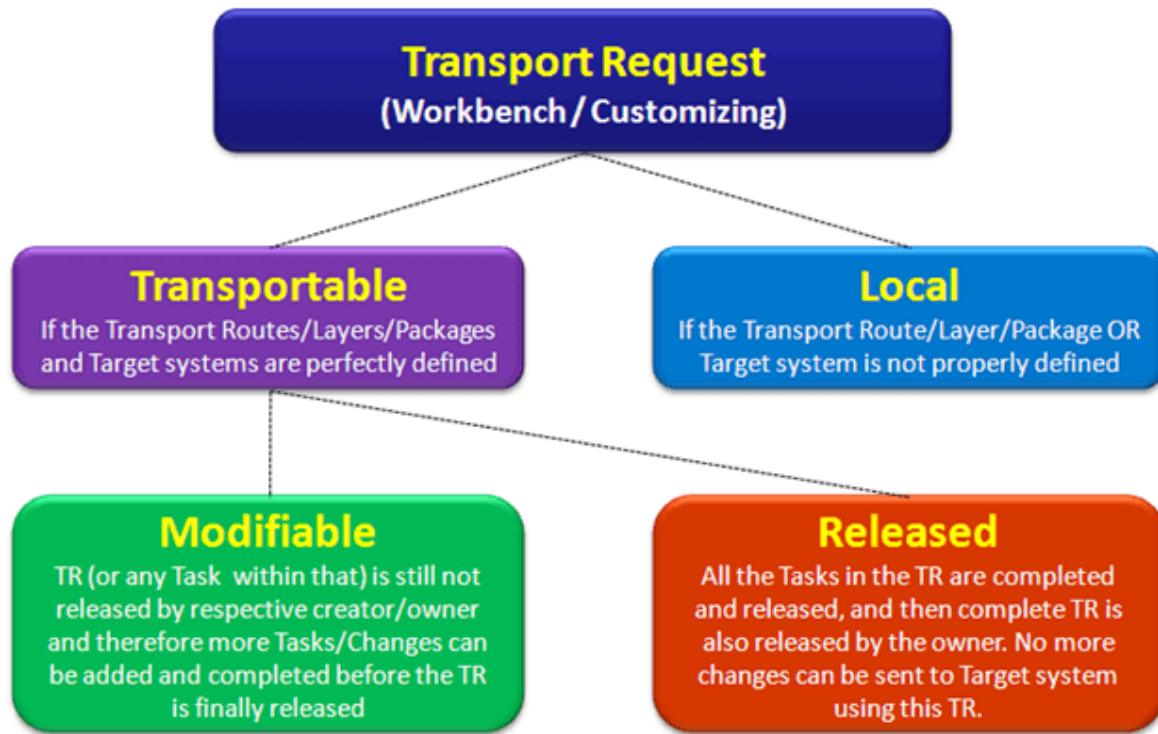 Transport Request
(Workbench / Customizing)
Transportable
If the Transport Routes/Layers/Packages
and Target systems are perfectly defined
Local
If the Transport Route/Layer/Package OR
Target system is not properly defined
Modifiable
TR (or any Task within that) is still not
released by respective creator/owner
and therefore more Tasks/Changes can
be added and completed before the TR
is finally released
Released
All the Tasks in the TR are completed
and released, and then complete TR is
also released by the owner. No more
changes can be sent to Target system
using this TR.